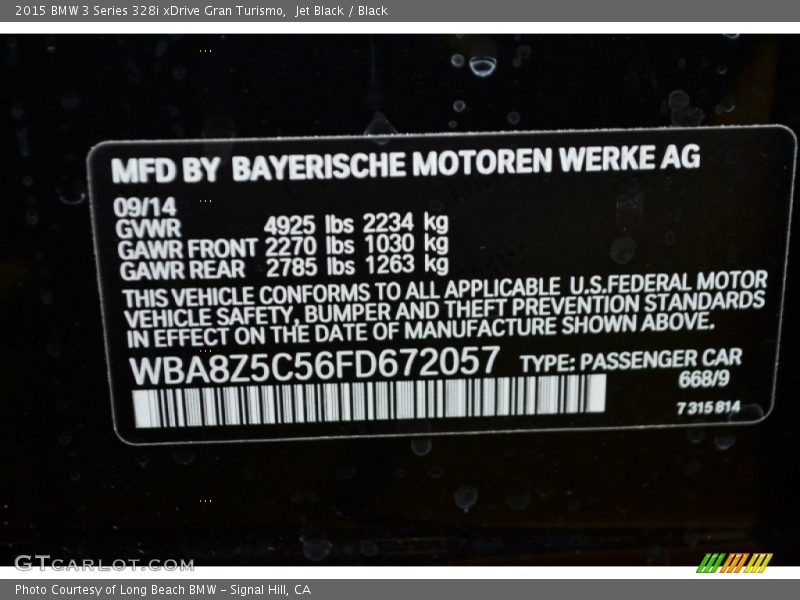 2015 BMW 3 Series 328i xDrive Gran Turismo,  Jet Black / Black
MFD BY BAYERISCHE MOTOREN WERKE AG
09/14
GVWR 4925 lbs 2234 kg
GAWR FRONT 2270 lbs 1030 kg
GAWR REAR 2785 lbs 1263 kg
THIS VEHICLE CONFORMS TO ALL APPLICABLE U.S.FEDERAL MOTOR
VEHICLE SAFETY, BUMPER AND THEFT PREVENTION STANDARDS
IN EFFECT ON THE DATE OF MANUFACTURE SHOWN ABOVE.
WBA8Z5C56FD672057 TYPE: PASSENGER CAR
668/9
7 315 814
GTCARLOT.COM
Photo Courtesy of Long Beach BMW - Signal Hill, CA